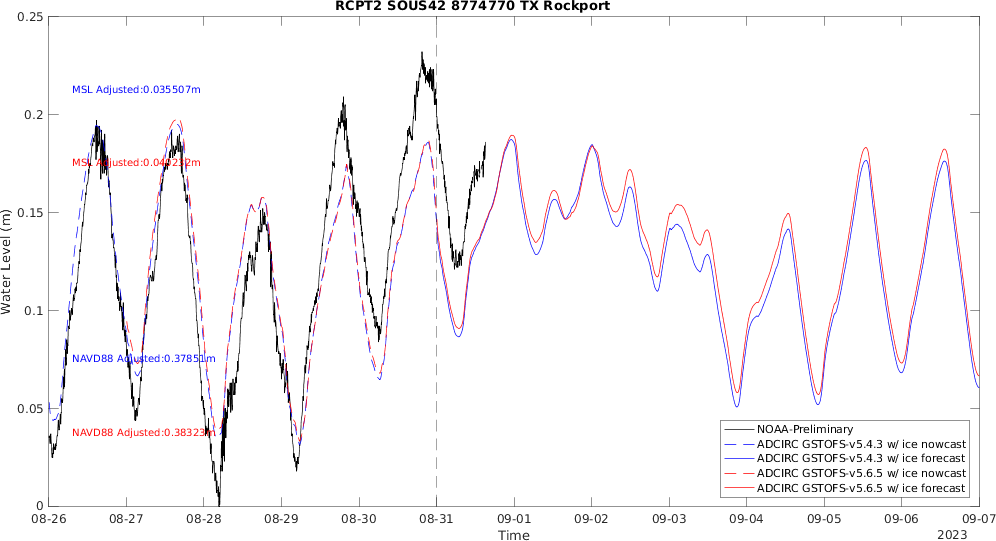 RCPT2 SOUS42 8774770 TX Rockport
0.25
0.2
0.15
0.1
0.05
0
Water Level (m)
MSL Adjusted:0.035507m
MSL
NAVD88 Adjusted:0.37851m
NAVD88 Adjusted:0.38323m
NOAA-Preliminary
ADCIRC GSTOFS-v5.4.3 w/ ice nowcast
ADCIRC GSTOFS-v5.4.3 w/ ice forecast
ADCIRC GSTOFS-v5.6.5 w/ ice nowcast
ADCIRC GSTOFS-v5.6.5 w/ ice forecast
08-26 08-27 08-28 08-29 08-30 08-31 09-01 09-02 09-03 09-04 09-05 09-06 09-07
Time
2023